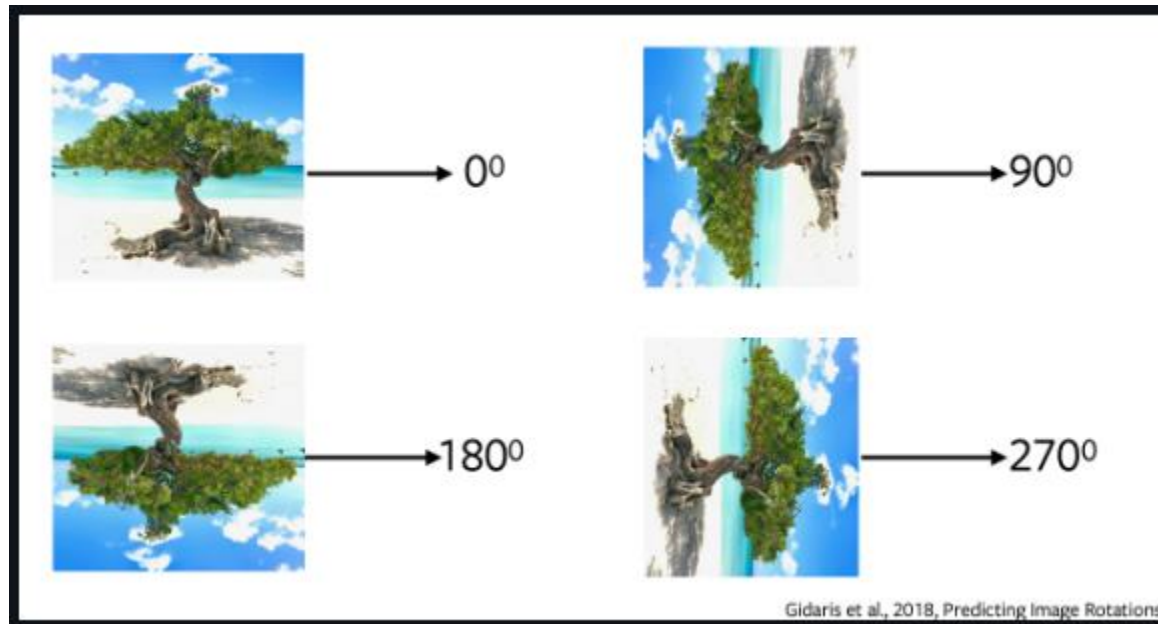 0⁰
90⁰
180⁰
270⁰
Gidaris et al., 2018, Predicting Image Rotations